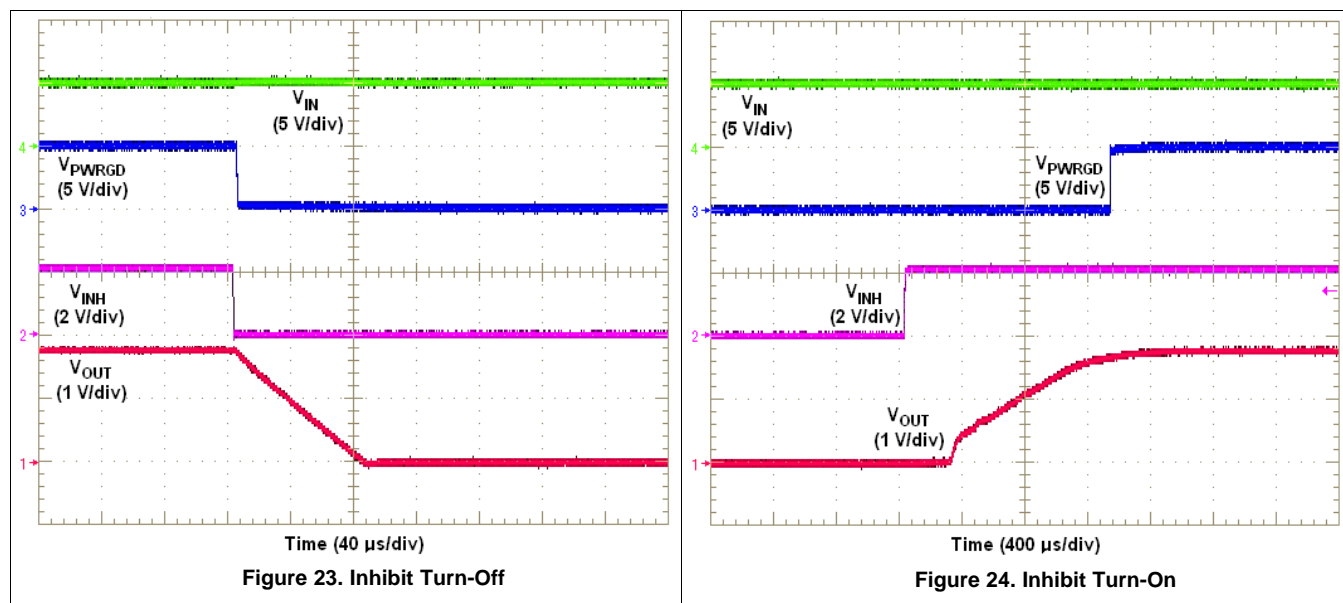 VIN
(5 V/div)
4
VPWRGD
(5 V/div)
3
VINH
(2 V/div)
2
VOUT
(1 V/div)
1
Time (40 µs/div)
Figure 23. Inhibit Turn-Off
VIN
(5 V/div)
4
VPWRGD
(5 V/div)
3
VINH
(2 V/div)
2
VOUT
(1 V/div)
1
Time (400 µs/div)
Figure 24. Inhibit Turn-On